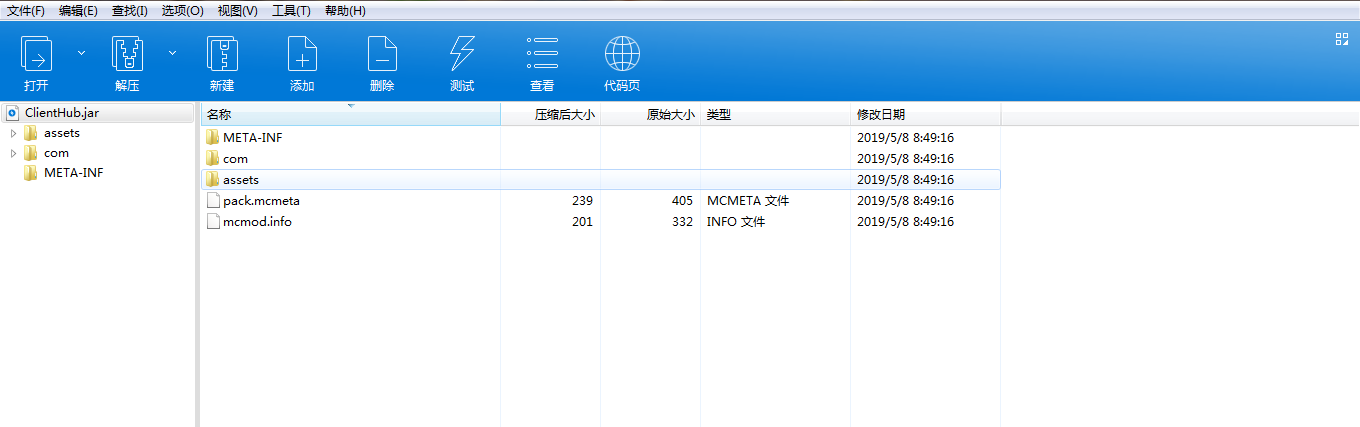 文件(F) 编辑(E) 查找(I) 选项(O) 视图(V) 工具(T) 帮助(H)
打开 解压 新建 添加 删除 测试 查看 代码页
ClientHub.jar
assets
com
META-INF
名称 压缩后大小 原始大小 类型 修改日期
META-INF 2019/5/8 8:49:16
com 2019/5/8 8:49:16
assets 2019/5/8 8:49:16
pack.mcmeta 239 405 MCMETA 文件 2019/5/8 8:49:16
mcmod.info 201 332 INFO 文件 2019/5/8 8:49:16